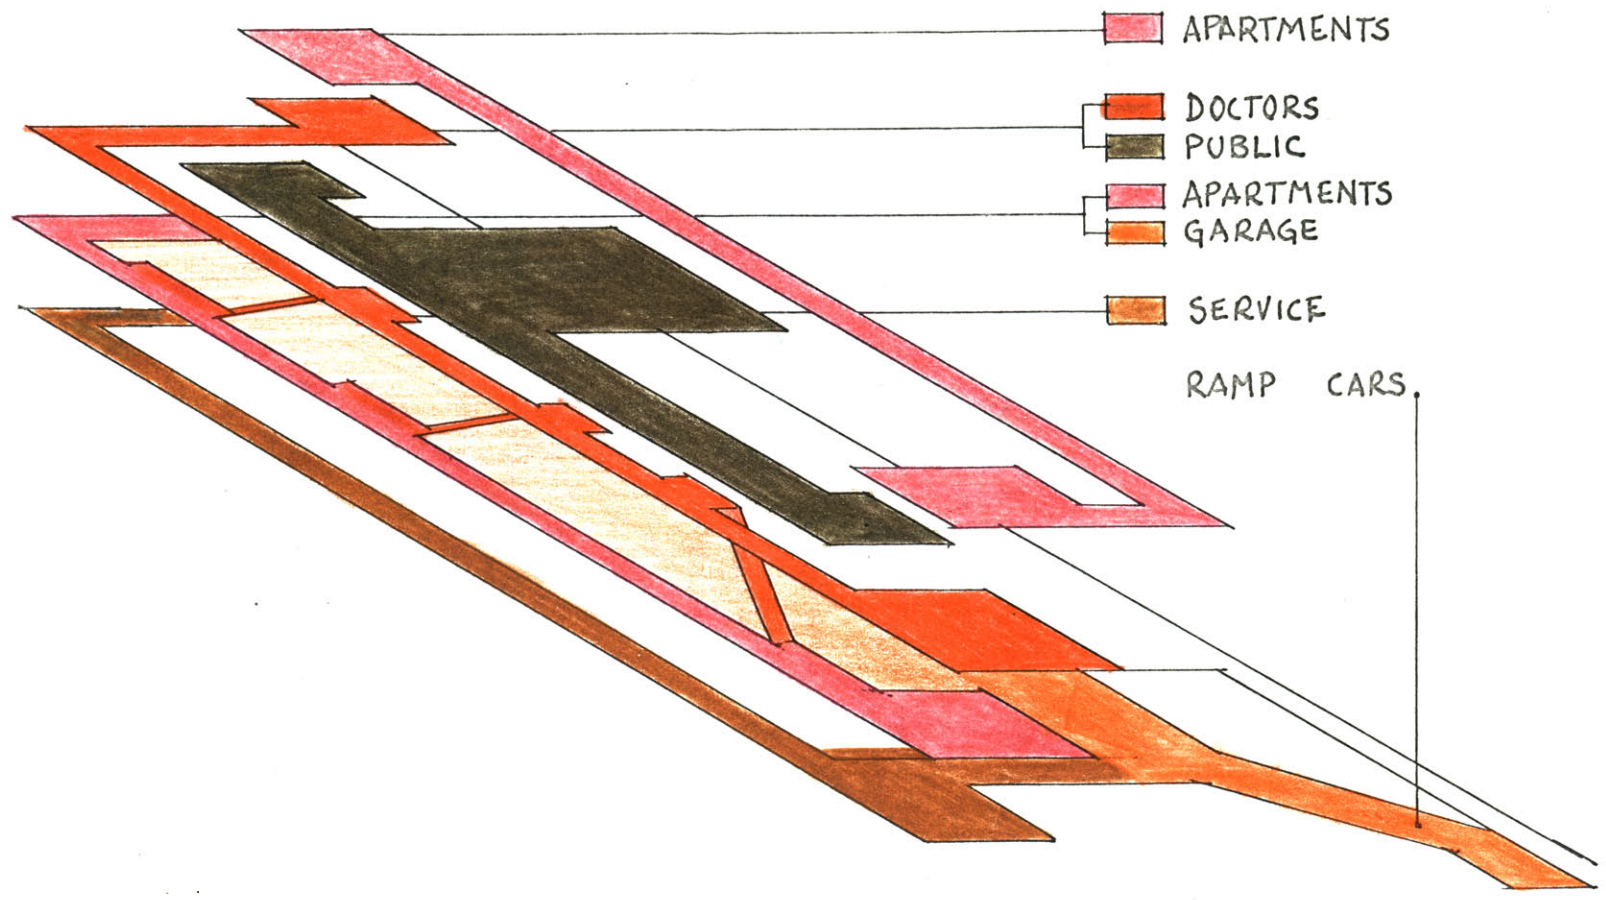 APARTMENTS
DOCTORS
PUBLIC
APARTMENTS
GARAGE
SERVICE
RAMP CARS